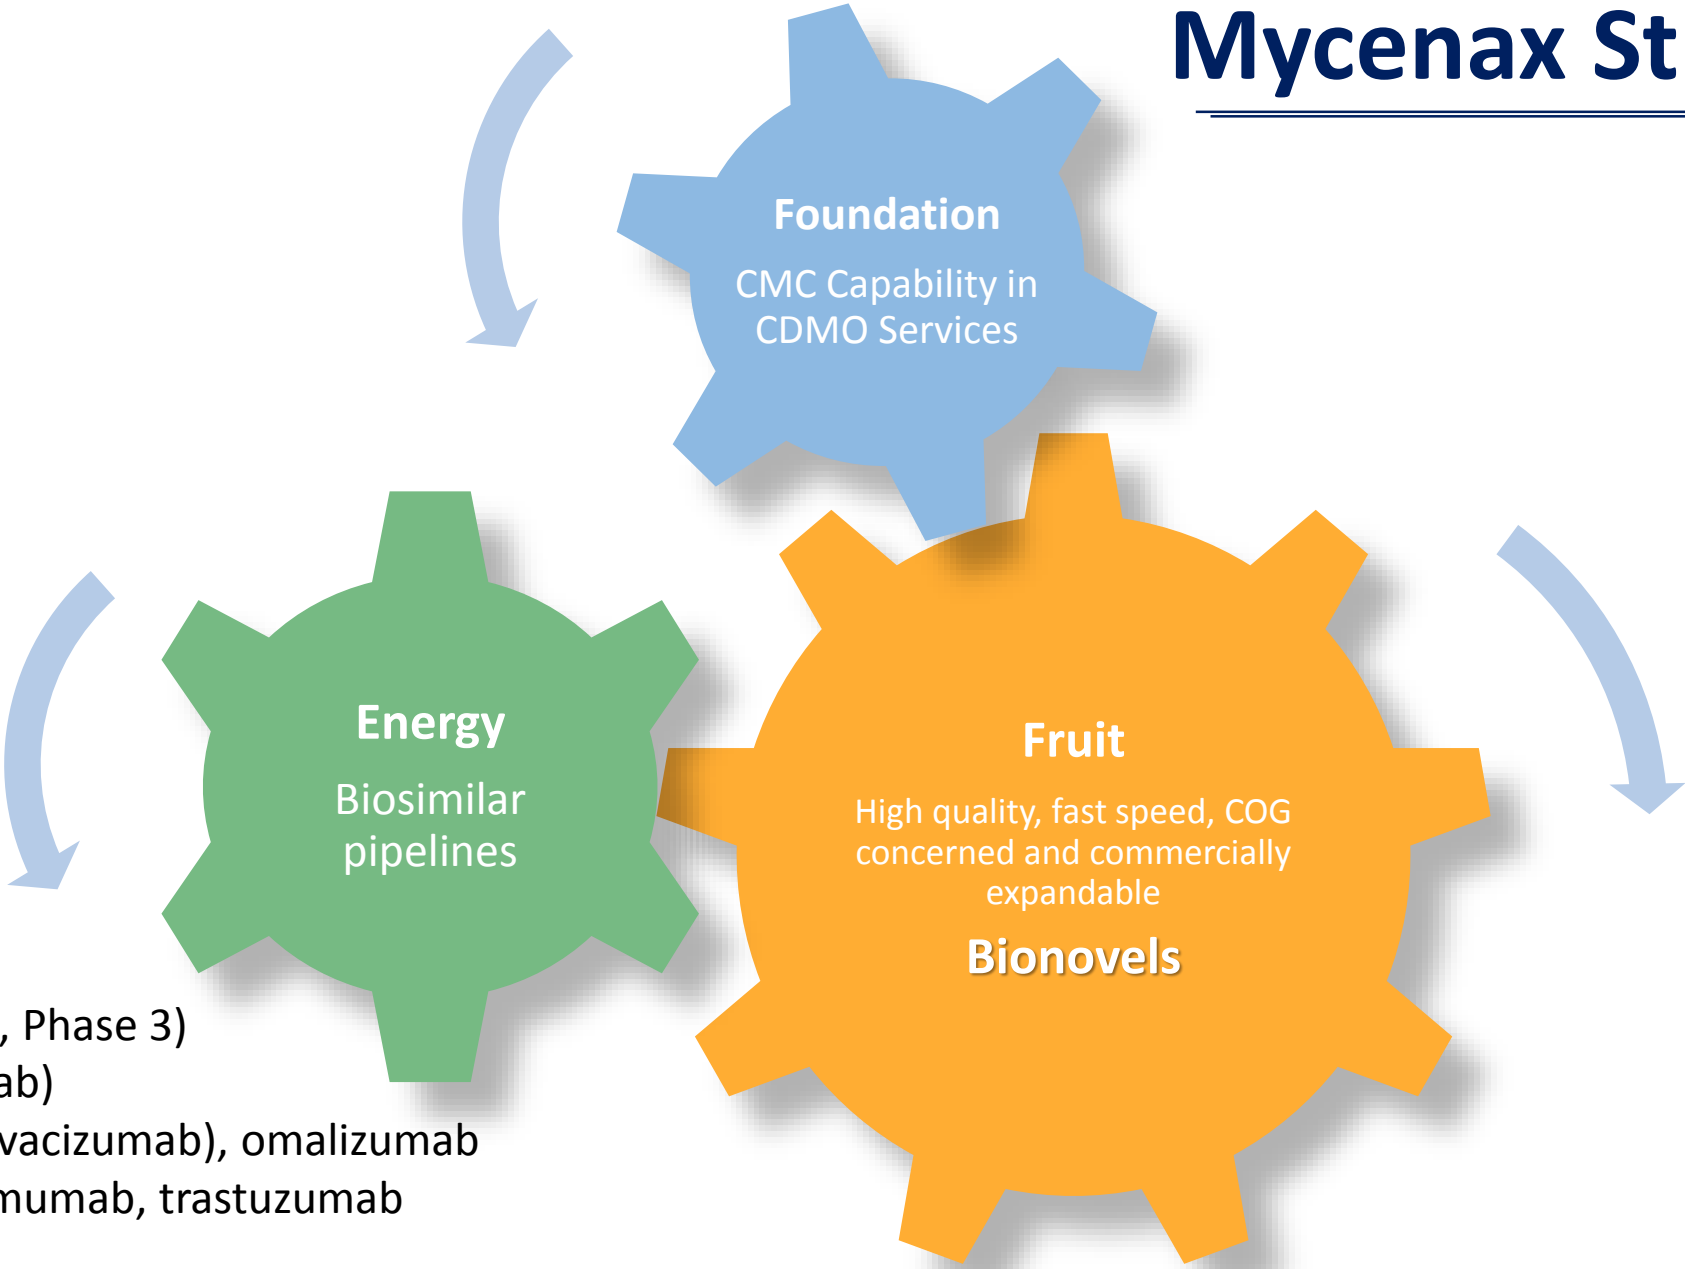 Mycenax St
Foundation
CMC Capability in
CDMO Services
Energy
Biosimilar
pipelines
Fruit
High quality, fast speed, COG
concerned and commercially
expandable
Bionovels
, Phase 3)
ab)
vacizumab), omalizumab
mumab, trastuzumab